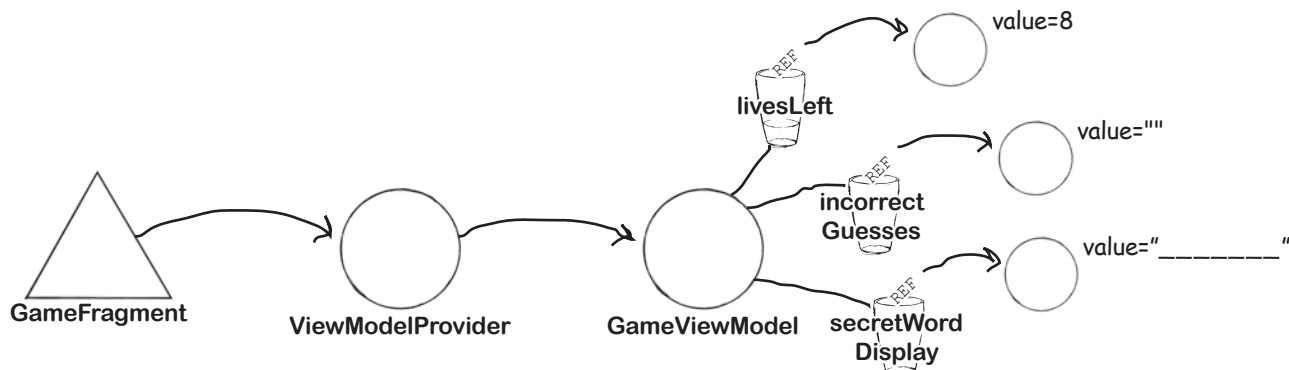 value=8
REF
livesLeft
value=""
REF
incorrect
Guesses
value="_______"
REF
secretWord
Display
GameFragment
ViewModelProvider
GameViewModel